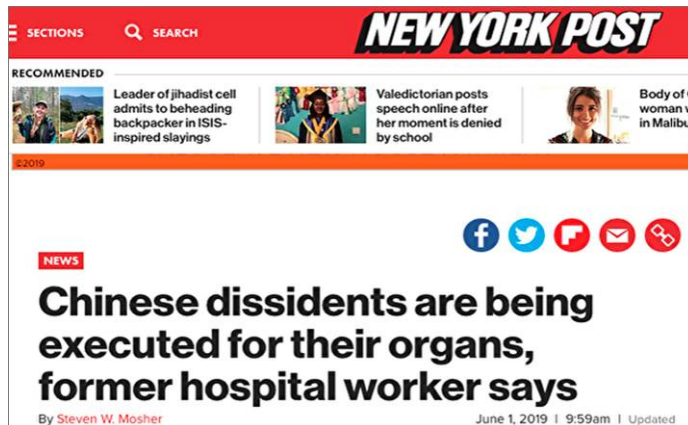 SECTIONS SEARCH NEW YORK POST
RECOMMENDED
Leader of jihadist cell
admits to beheading
backpacker in ISIS-
inspired slayings
Valedictorian posts
speech online after
her moment is denied
by school
Body of
woman
in Malibu
©2019
NEWS
Chinese dissidents are being
executed for their organs,
former hospital worker says
By Steven W. Mosher June 1, 2019 | 9:59am | Updated